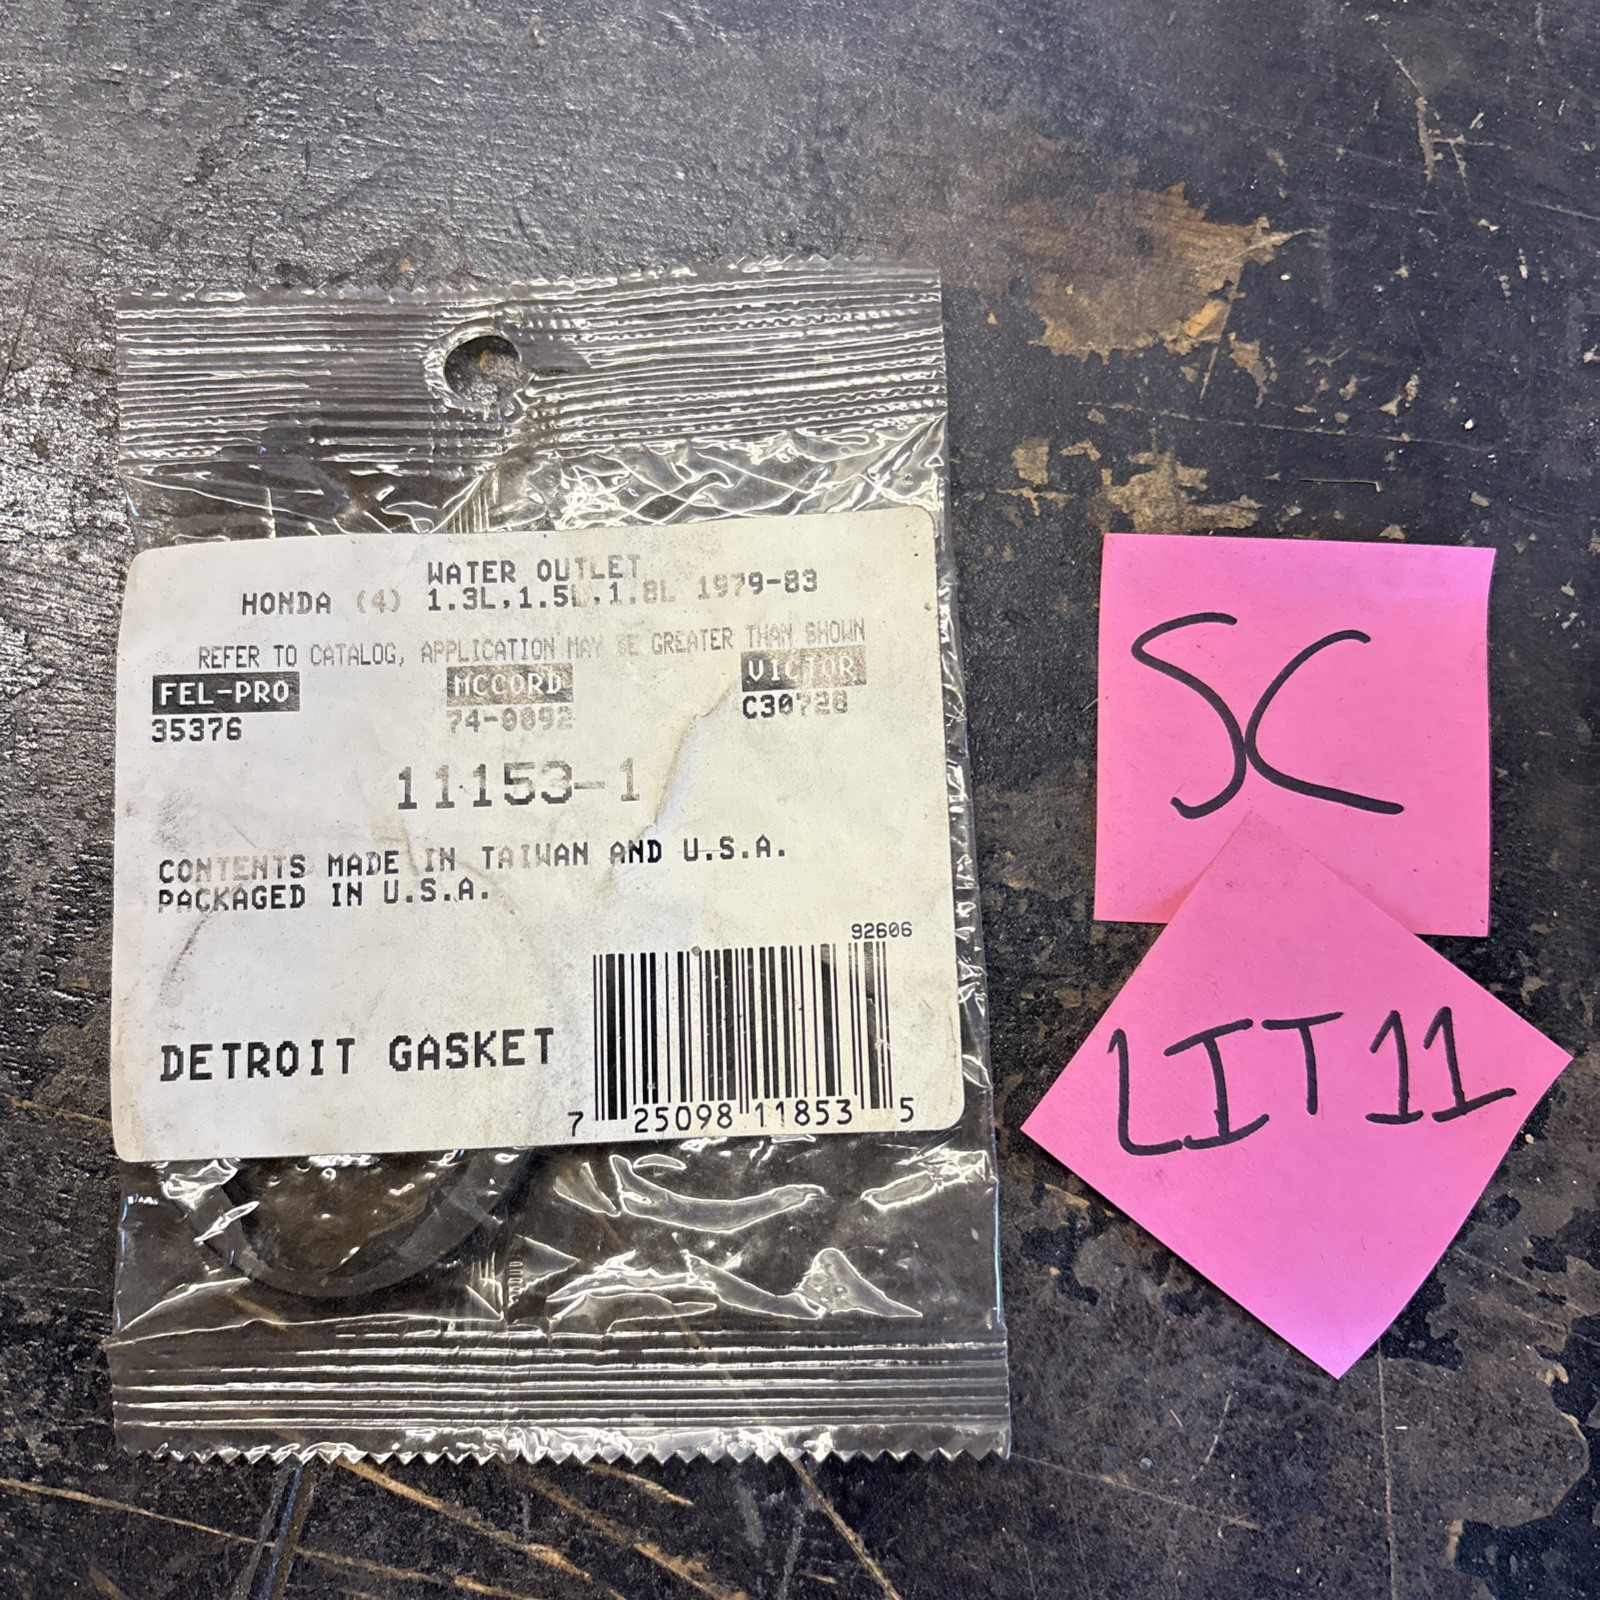 WATER OUTLET
HONDA (4) 1.3L,1.5L,1.8L 1979-83
REFER TO CATALOG, APPLICATION MAY BE GREATER THAN SHOWN
FEL-PRO MCCORD VICTOR
35376 74-0092 C30728
11153-1
CONTENTS MADE IN TAIWAN AND U.S.A.
PACKAGED IN U.S.A.
92606
DETROIT GASKET
7 25098 11853 5
SC
LIT11